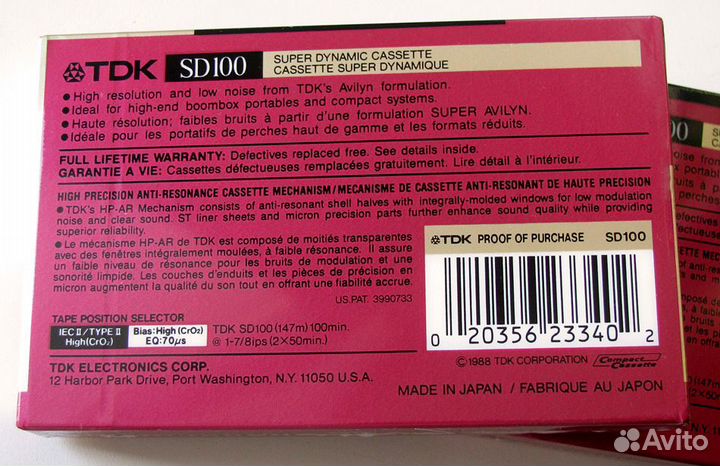 TDK SD100 SUPER DYNAMIC CASSETTE
CASSETTE SUPER DYNAMIQUE
• High resolution and low noise from TDK's Avilyn formulation.
• Ideal for high-end boombox portables and compact systems.
• Haute résolution; faibles bruits à partir d'une formulation SUPER AVILYN.
• Idéale pour les portatifs de perches haut de gamme et les formats réduits.
FULL LIFETIME WARRANTY: Defectives replaced free. See details inside.
GARANTIE A VIE: Cassettes défectueuses remplacées gratuitement. Lire détail à l'intérieur.
HIGH PRECISION ANTI-RESONANCE CASSETTE MECHANISM/MECANISME DE CASSETTE ANTI-RESONANT DE HAUTE PRECISION
• TDK's HP-AR Mechanism consists of anti-resonant shell halves with integrally-molded windows for low modulation
noise and clear sound. ST liner sheets and micron precision parts further enhance sound quality while providing
superior reliability.
• Le mécanisme HP-AR de TDK est composé de moitiés transparentes
avec des fenêtres intégralement moulées, à faible résonance. Il assure
un faible niveau de résonance pour les bruits de modulation et une
sonorité limpide. Les couches d'enduits et les pièces de précision en
micron augmentent la qualité du son tout en offrant une fiabilité accrue.
U.S. PAT. 3990733
TAPE POSITION SELECTOR
IEC II/TYPE II
High(CrO₂)
Bias: High (CrO₂)
EQ: 70μs
TDK SD100 (147m) 100min.
@ 1-7/8ips (2×50min.)
TDK ELECTRONICS CORP.
12 Harbor Park Drive, Port Washington, N.Y. 11050 U.S.A.
TDK PROOF OF PURCHASE SD100
0 20356 23340 2
© 1988 TDK CORPORATION
Compact Cassette
MADE IN JAPAN / FABRIQUE AU JAPON
Avito